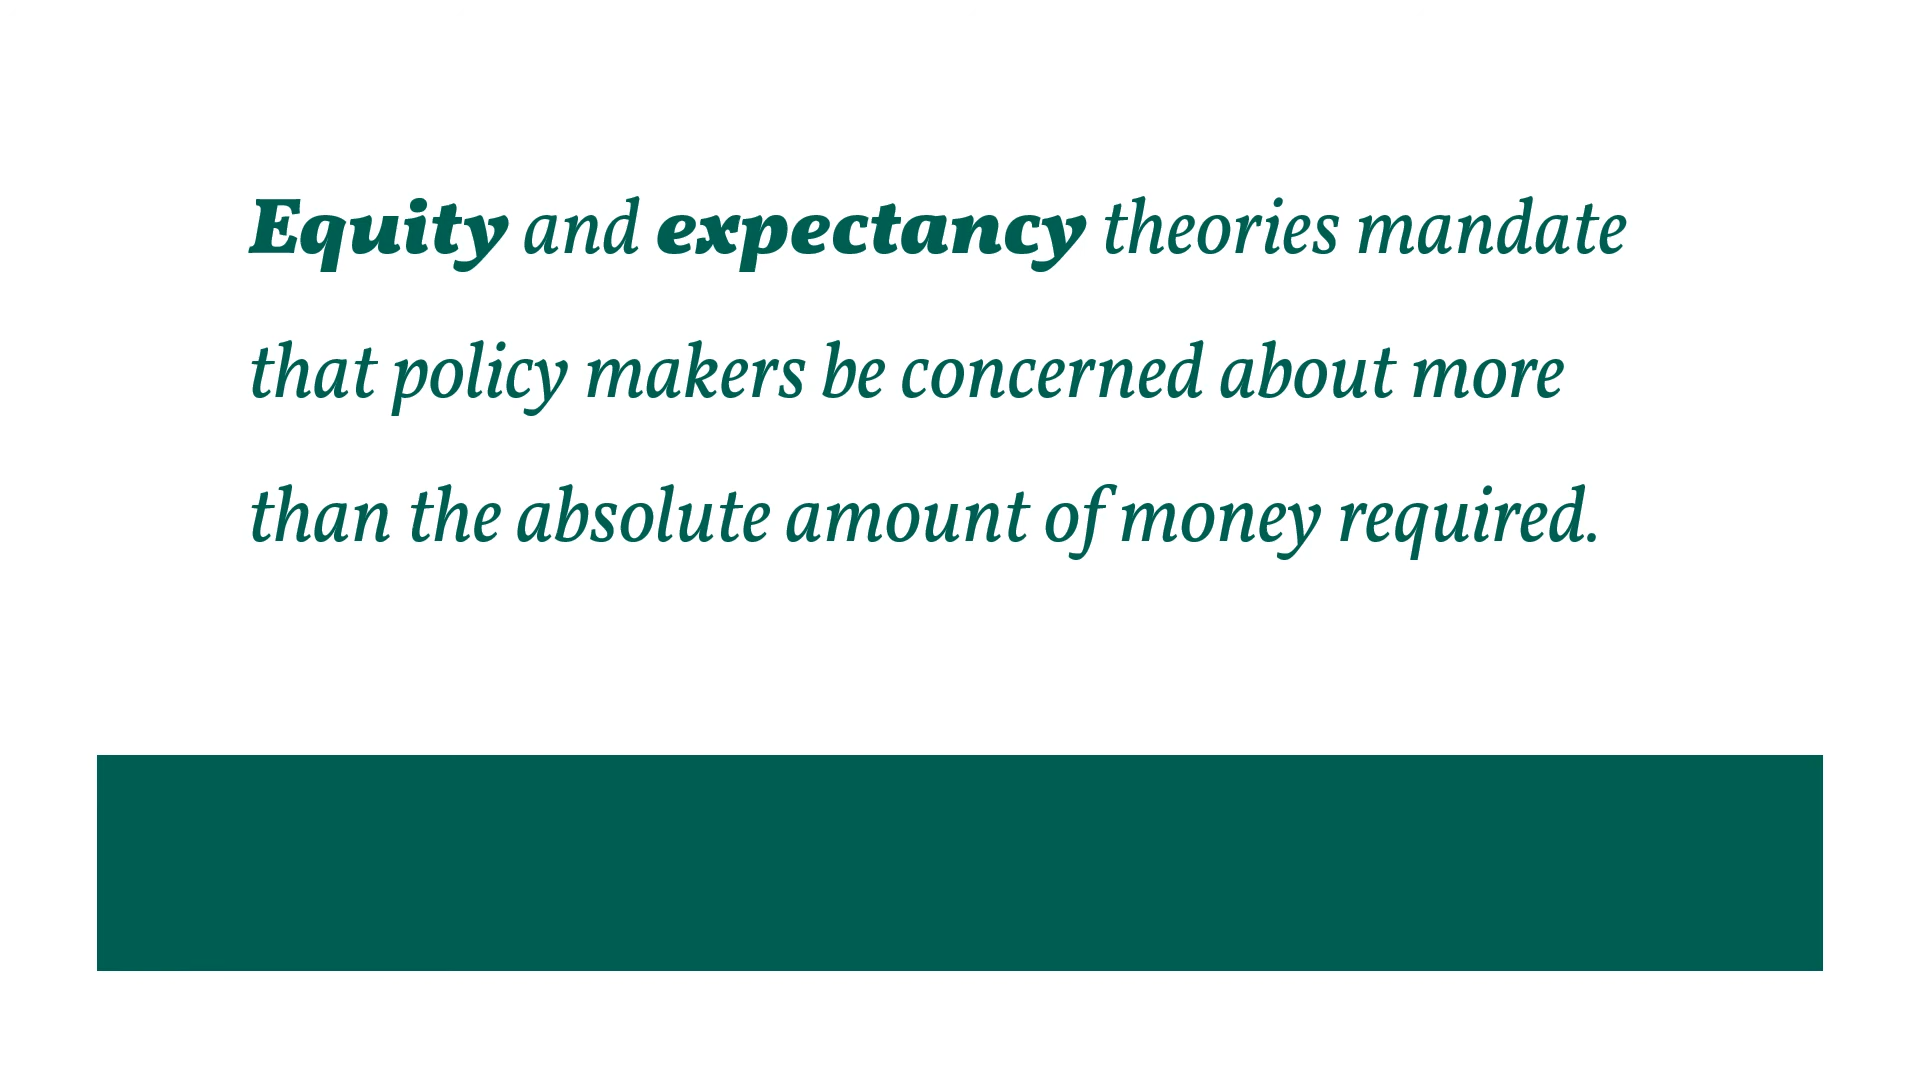 Equity and expectancy theories mandate
that policy makers be concerned about more
than the absolute amount of money required.